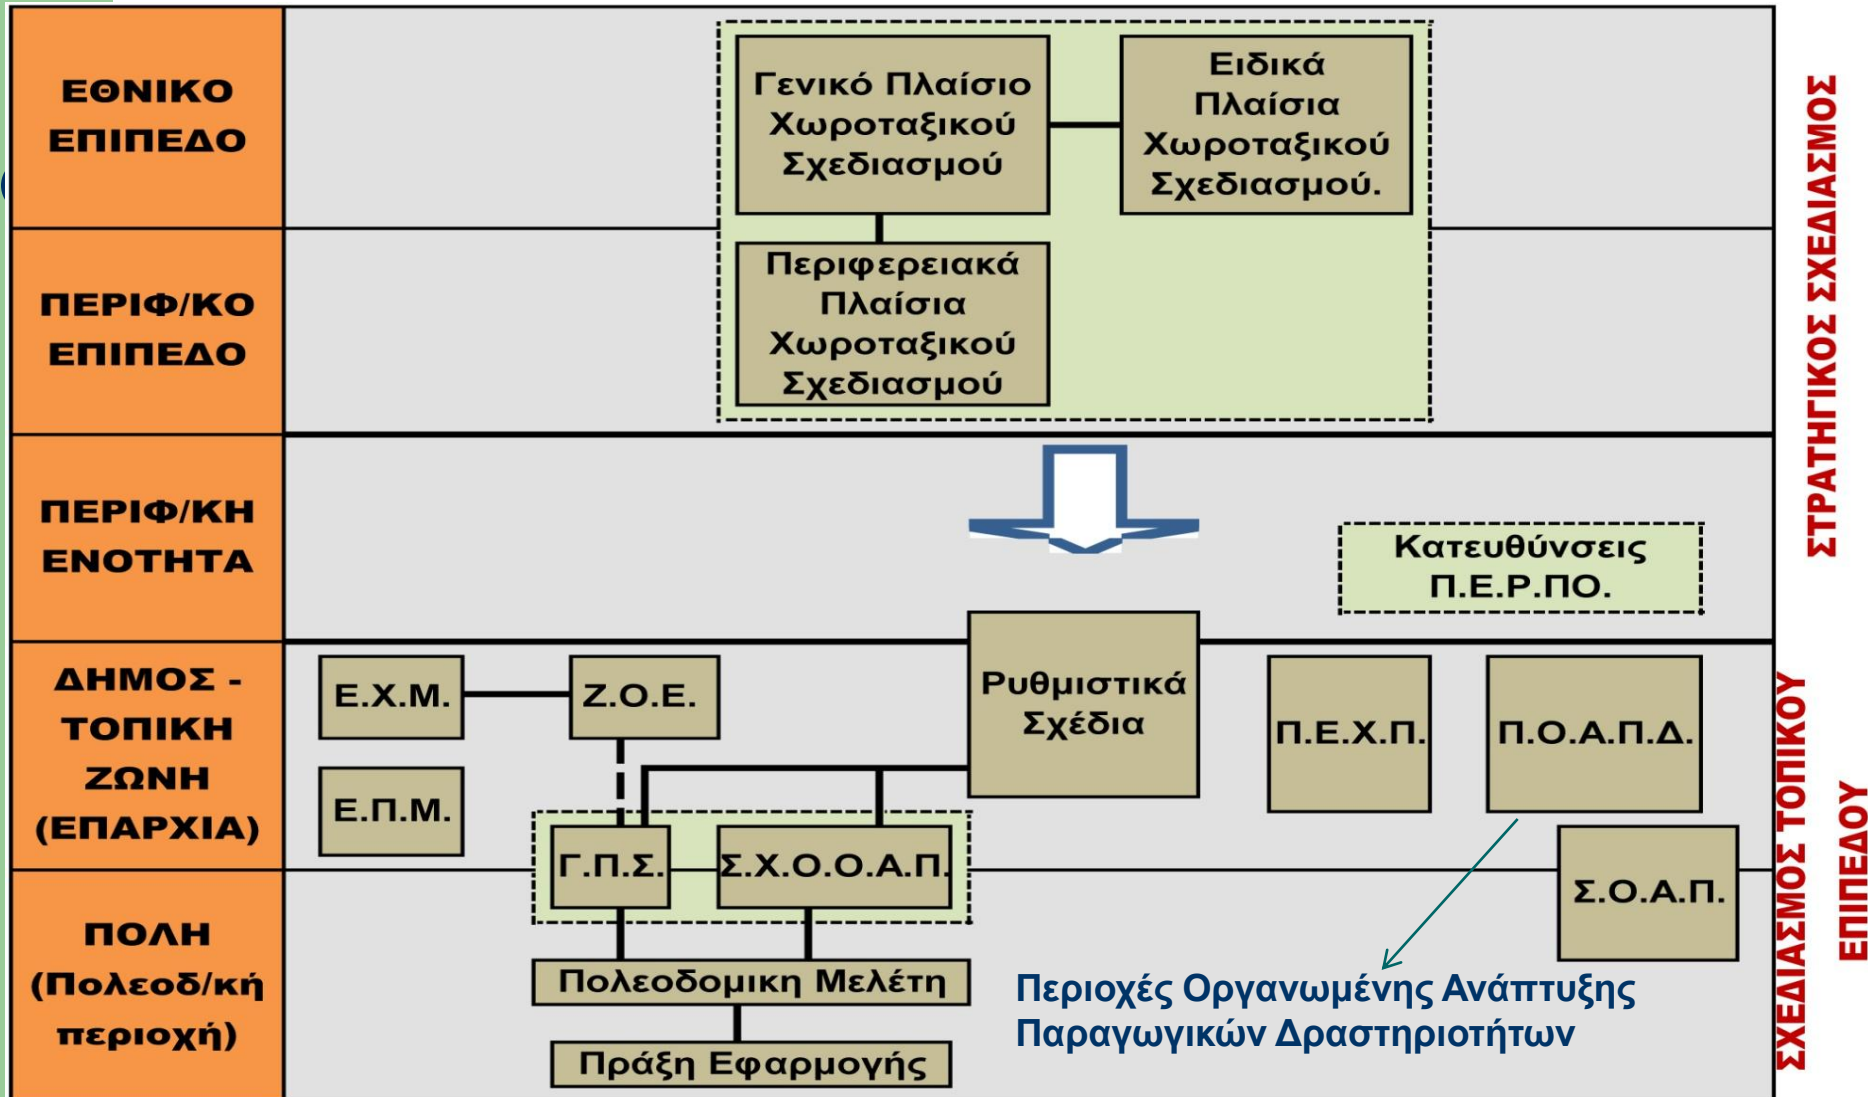 ΕΘΝΙΚΟ
ΕΠΙΠΕΔΟ
Γενικό Πλαίσιο
Χωροταξικού
Σχεδιασμού
Ειδικά
Πλαίσια
Χωροταξικού
Σχεδιασμού.
ΠΕΡΙΦ/ΚΟ
ΕΠΙΠΕΔΟ
Περιφερειακά
Πλαίσια
Χωροταξικού
Σχεδιασμού
ΣΤΡΑΤΗΓΙΚΟΣ ΣΧΕΔΙΑΣΜΟΣ
ΠΕΡΙΦ/ΚΗ
ΕΝΟΤΗΤΑ
Κατευθύνσεις
Π.Ε.Ρ.ΠΟ.
ΔΗΜΟΣ -
ΤΟΠΙΚΗ
ΖΩΝΗ
(ΕΠΑΡΧΙΑ)
Ε.Χ.Μ.
Ζ.Ο.Ε.
Ρυθμιστικά
Σχέδια
Π.Ε.Χ.Π.
Π.Ο.Α.Π.Δ.
Ε.Π.Μ.
Γ.Π.Σ.
Σ.Χ.Ο.Ο.Α.Π.
Σ.Ο.Α.Π.
ΣΧΕΔΙΑΣΜΟΣ ΤΟΠΙΚΟΥ
ΕΠΙΠΕΔΟΥ
ΠΟΛΗ
(Πολεοδ/κή
περιοχή)
Πολεοδομικη Μελέτη
Πράξη Εφαρμογής
Περιοχές Οργανωμένης Ανάπτυξης
Παραγωγικών Δραστηριοτήτων